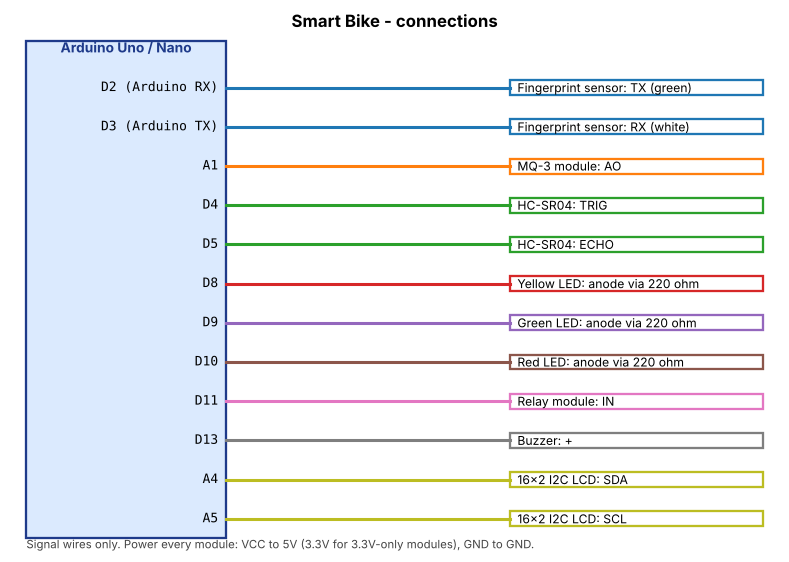 Smart Bike - connections
Arduino Uno / Nano
D2 (Arduino RX) Fingerprint sensor: TX (green)
D3 (Arduino TX) Fingerprint sensor: RX (white)
A1 MQ-3 module: AO
D4 HC-SR04: TRIG
D5 HC-SR04: ECHO
D8 Yellow LED: anode via 220 ohm
D9 Green LED: anode via 220 ohm
D10 Red LED: anode via 220 ohm
D11 Relay module: IN
D13 Buzzer: +
A4 16×2 I2C LCD: SDA
A5 16×2 I2C LCD: SCL
Signal wires only. Power every module: VCC to 5V (3.3V for 3.3V-only modules), GND to GND.